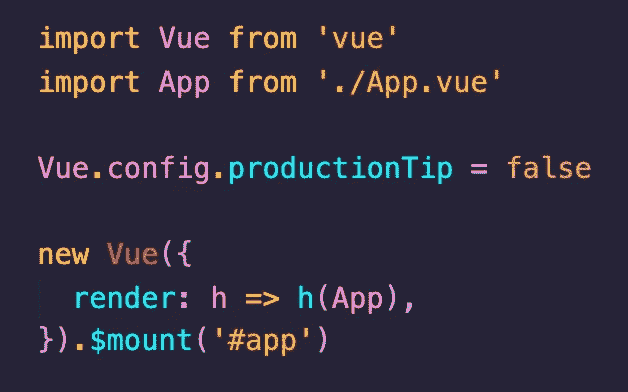 import Vue from 'vue'
import App from './App.vue'
Vue.config.productionTip = false
new Vue({
  render: h => h(App),
}).$mount('#app')